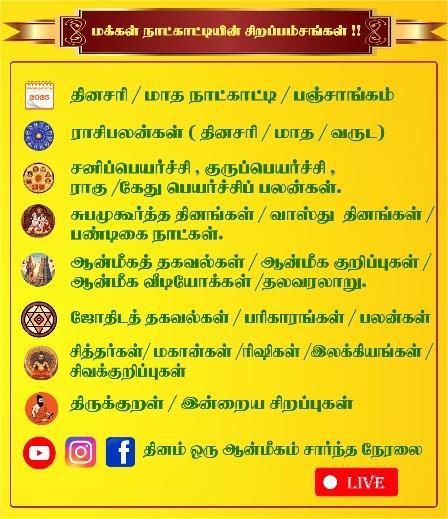 மக்கள் நாட்காட்டியின் சிறப்பம்சங்கள் !!
2025
தினசரி / மாத நாட்காட்டி / பஞ்சாங்கம்
ராசிபலன்கள் ( தினசரி / மாத / வருட)
சனிப்பெயர்ச்சி , குருப்பெயர்ச்சி ,
ராகு /கேது பெயர்ச்சிப் பலன்கள்.
சுபமுகூர்த்த தினங்கள் / வாஸ்து தினங்கள் /
பண்டிகை நாட்கள்.
ஆன்மீகத் தகவல்கள் / ஆன்மீக குறிப்புகள் /
ஆன்மீக வீடியோக்கள் /தலவரலாறு.
ஜோதிடத் தகவல்கள் / பரிகாரங்கள் / பலன்கள்
சித்தர்கள்/ மகான்கள் /ரிஷிகள் /இலக்கியங்கள் /
சிவக்குறிப்புகள்
திருக்குறள் / இன்றைய சிறப்புகள்
தினம் ஒரு ஆன்மீகம் சார்ந்த நேரலை
LIVE